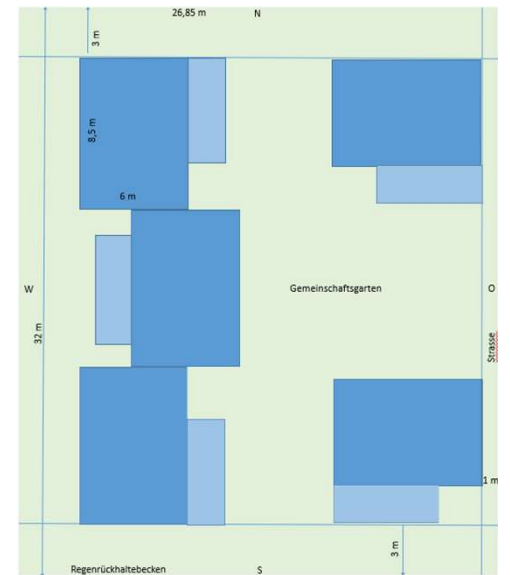 26,85 m
N
3 m
8,5 m
6 m
W
Gemeinschaftsgarten
O
32 m
Strasse
1 m
3 m
Regenrückhaltebecken
S